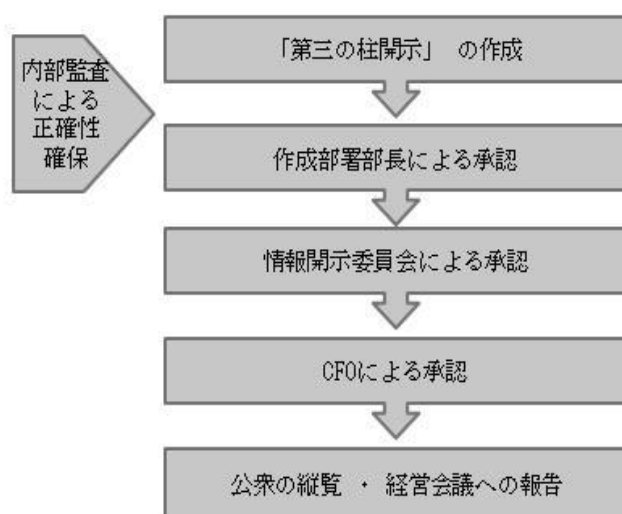 内部監査
による
正確性
確保
「第三の柱開示」 の作成
作成部署部長による承認
情報開示委員会による承認
CFOによる承認
公衆の縦覧 ・ 経営会議への報告